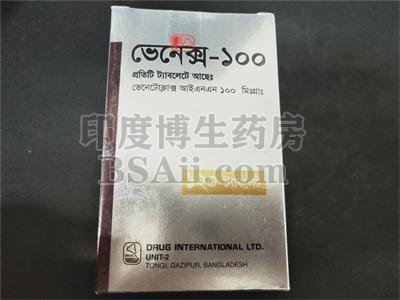 ভেনেক্স-১০০
প্রতিটি ট্যাবলেটে আছেঃ
ভেনেটোক্লাক্স আইএনএন ১০০ মিঃগ্রাঃ
印度博生药房
BSAii.com
DRUG INTERNATIONAL LTD.
UNIT-2
TONGI, GAZIPUR, BANGLADESH